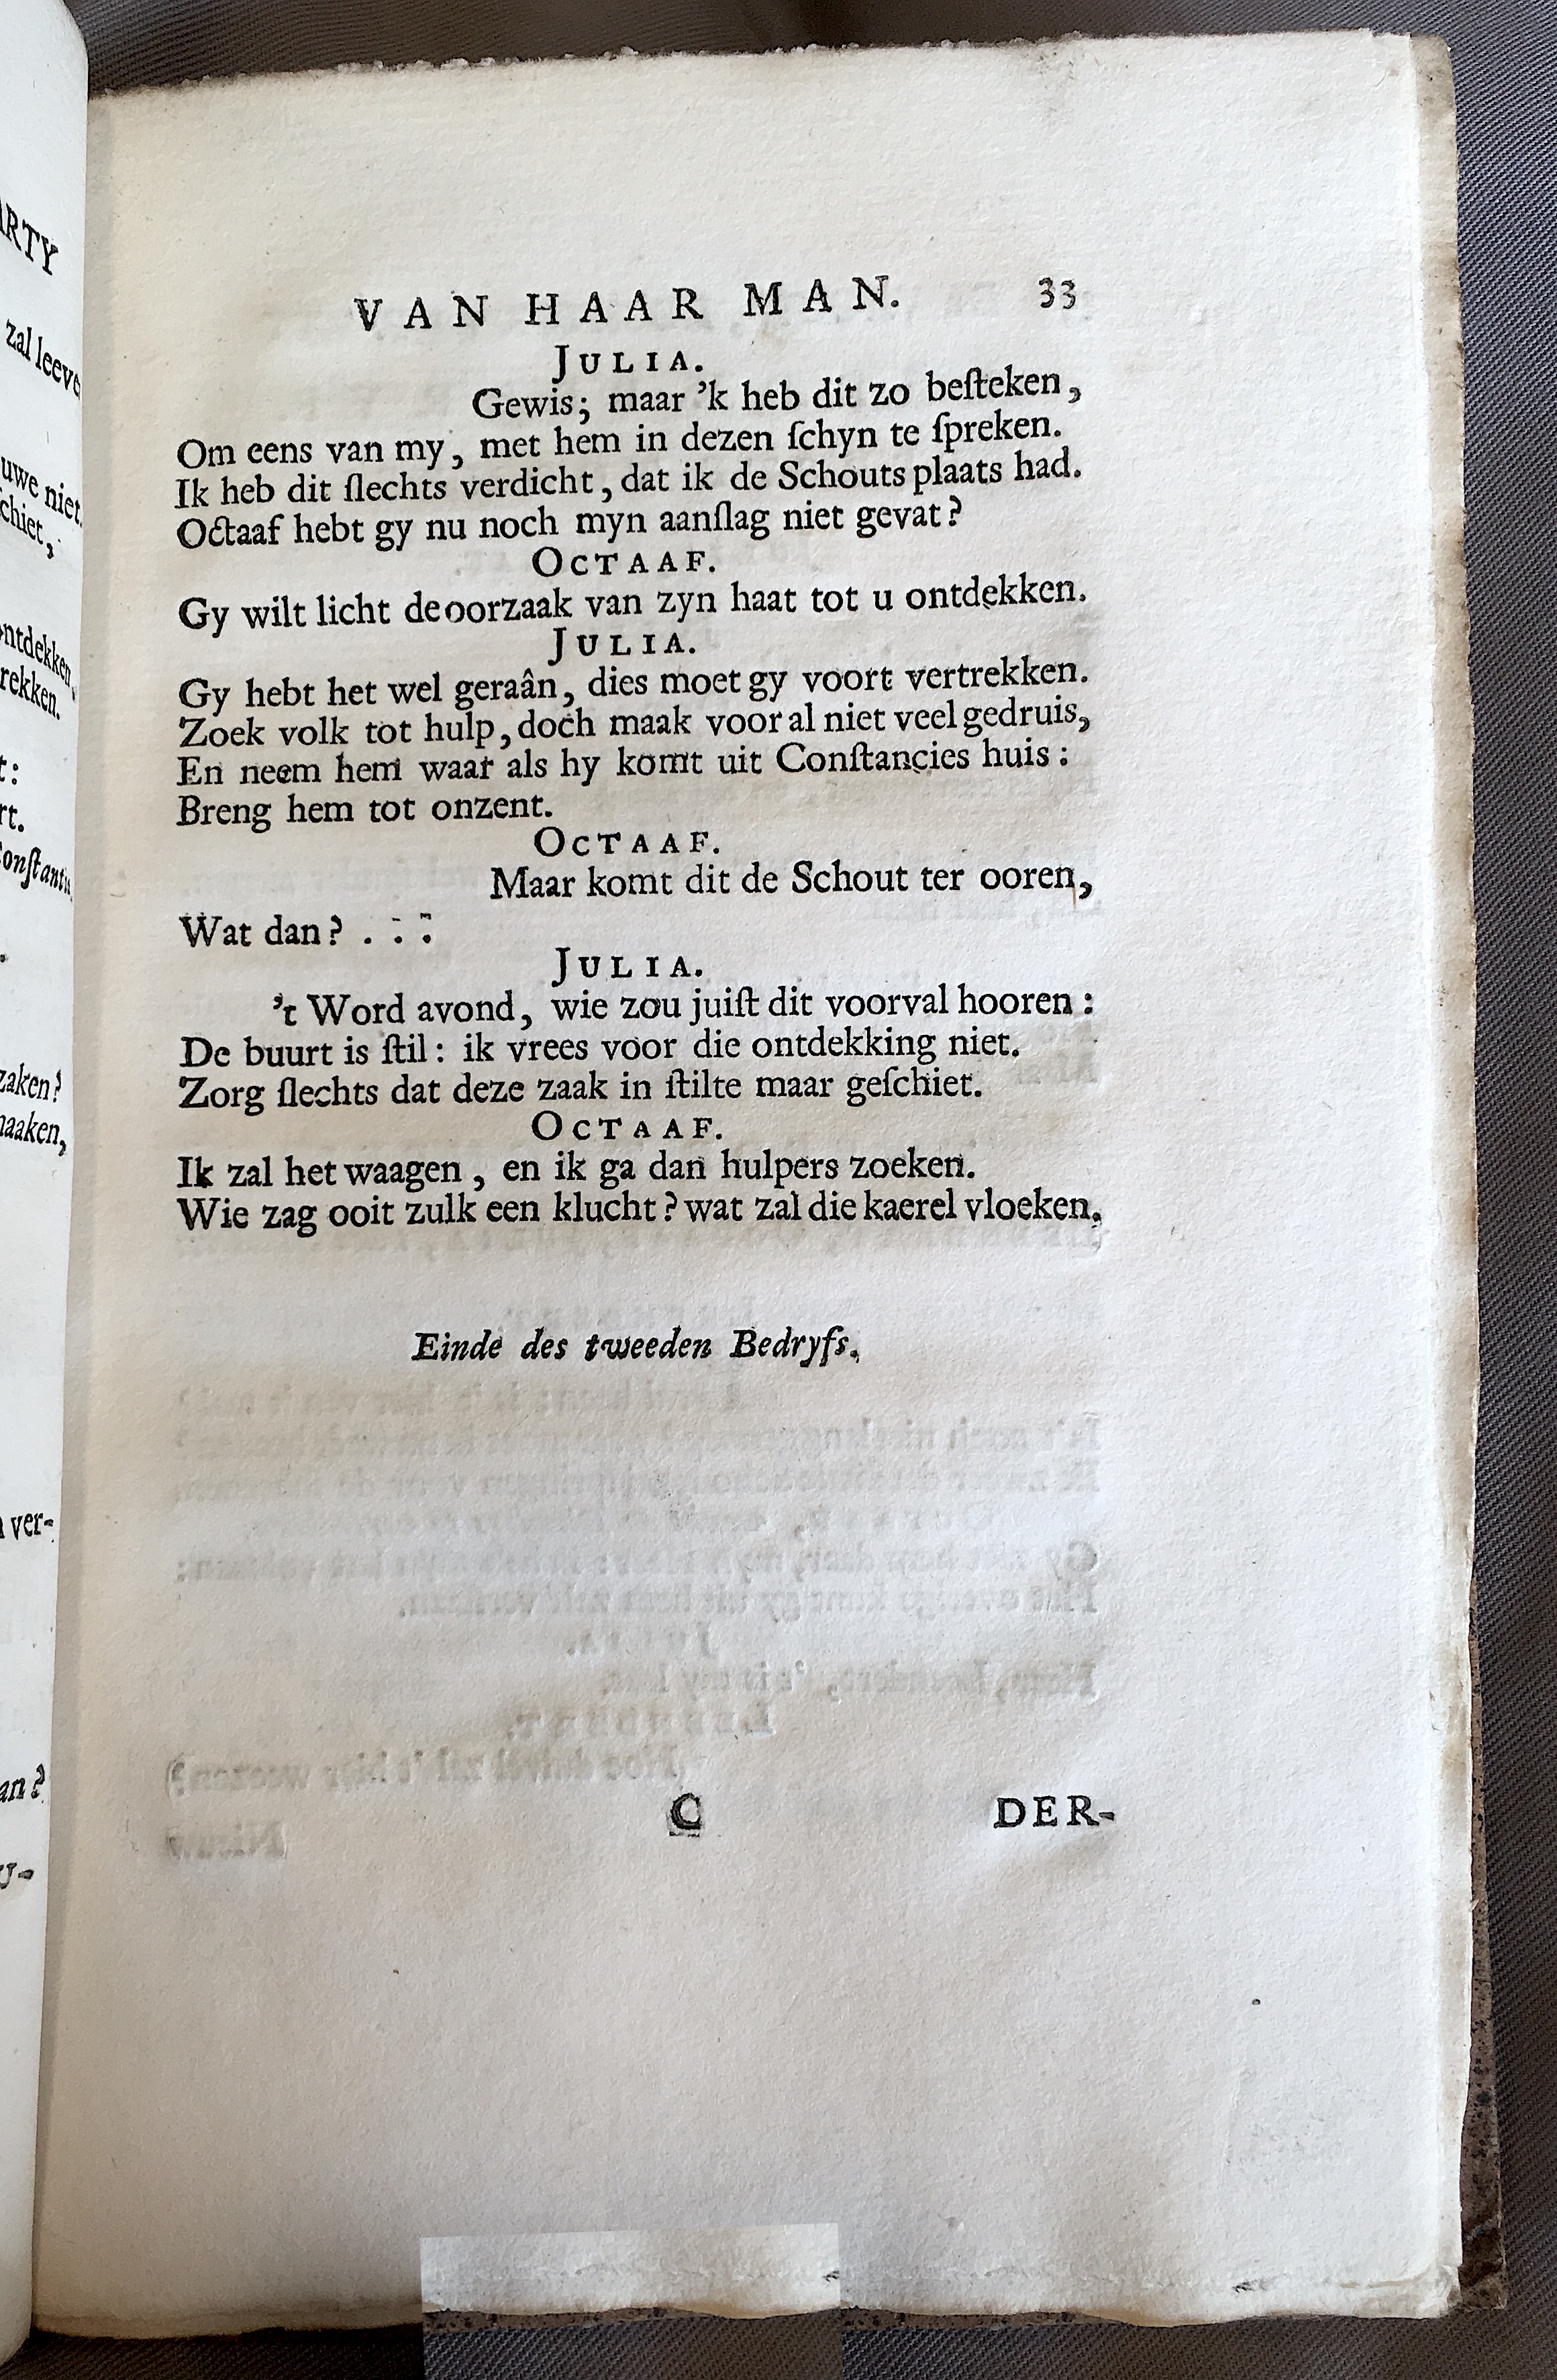 VAN HAAR MAN. 33
JULIA.
Gewis; maar 'k heb dit zo beſteken,
Om eens van my, met hem in dezen ſchyn te ſpreken.
Ik heb dit ſlechts verdicht, dat ik de Schouts plaats had.
Octaaf hebt gy nu noch myn aanſlag niet gevat?
OCTAAF.
Gy wilt licht de oorzaak van zyn haat tot u ontdekken.
JULIA.
Gy hebt het wel geraân, dies moet gy voort vertrekken.
Zoek volk tot hulp, doch maak voor al niet veel gedruis,
En neem hem waar als hy komt uit Conſtancies huis:
Breng hem tot onzent.
OCTAAF.
Maar komt dit de Schout ter ooren,
Wat dan? . . .
JULIA.
't Word avond, wie zou juiſt dit voorval hooren:
De buurt is ſtil: ik vrees voor die ontdekking niet.
Zorg ſlechts dat deze zaak in ſtilte maar geſchiet.
OCTAAF.
Ik zal het waagen, en ik ga dan hulpers zoeken.
Wie zag ooit zulk een klucht? wat zal die kaerel vloeken.
Einde des tweeden Bedryfs.
C DER-